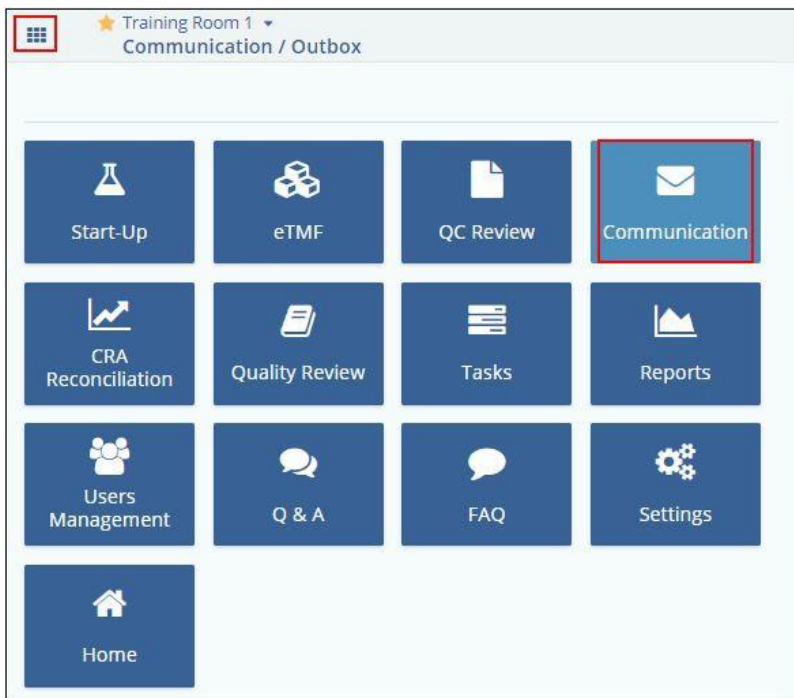 Training Room 1
Communication / Outbox
Start-Up
eTMF
QC Review
Communication
CRA
Reconciliation
Quality Review
Tasks
Reports
Users
Management
Q & A
FAQ
Settings
Home